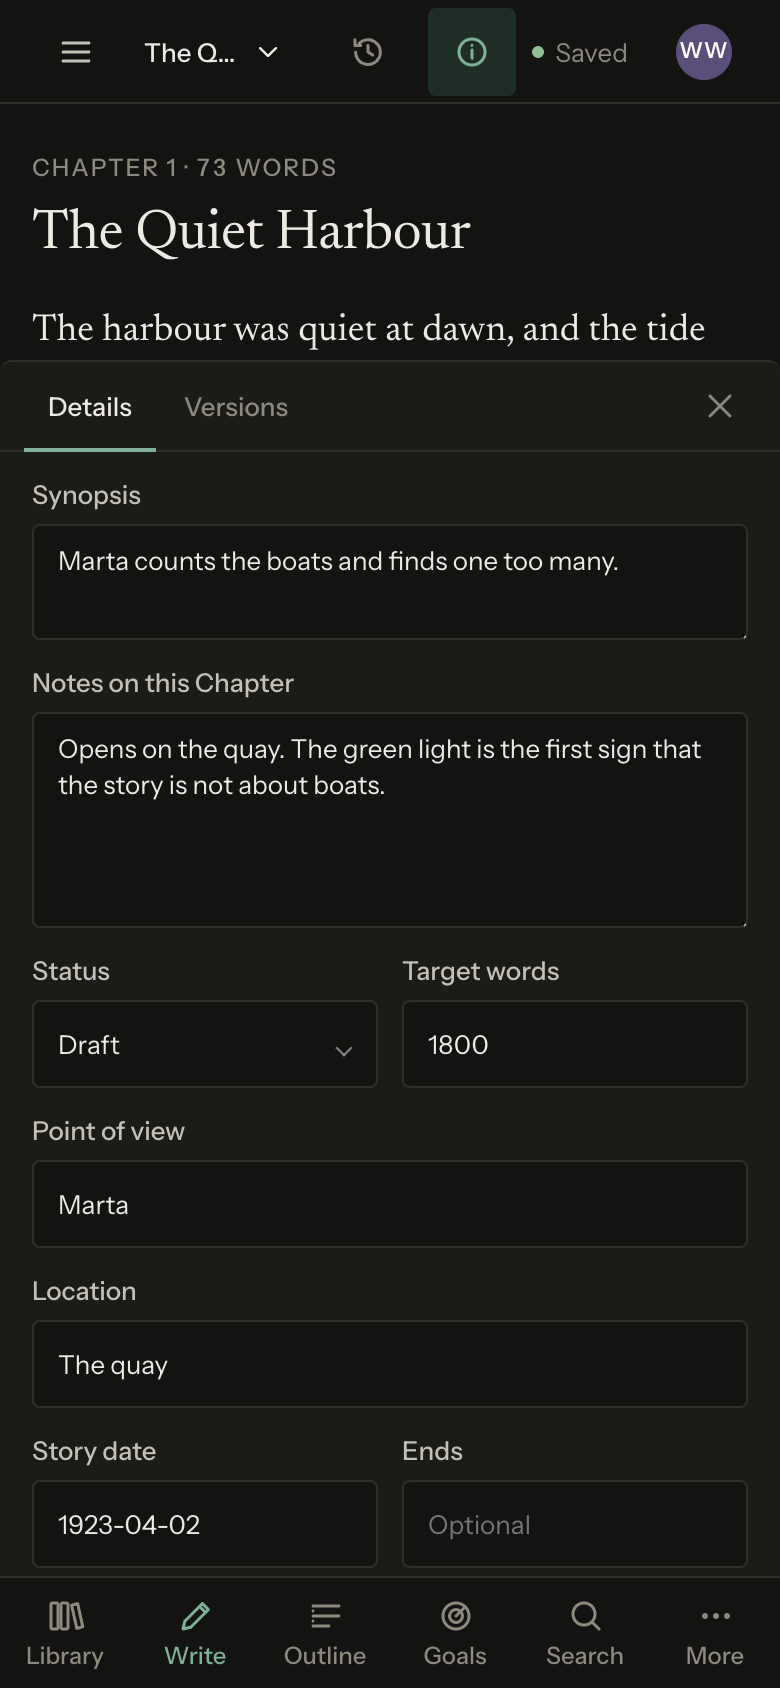 The Q...
Saved
WW
CHAPTER 1 · 73 WORDS
The Quiet Harbour
The harbour was quiet at dawn, and the tide
Details
Versions
Synopsis
Marta counts the boats and finds one too many.
Notes on this Chapter
Opens on the quay. The green light is the first sign that
the story is not about boats.
Status
Target words
Draft
1800
Point of view
Marta
Location
The quay
Story date
Ends
1923-04-02
Optional
Library
Write
Outline
Goals
Search
More